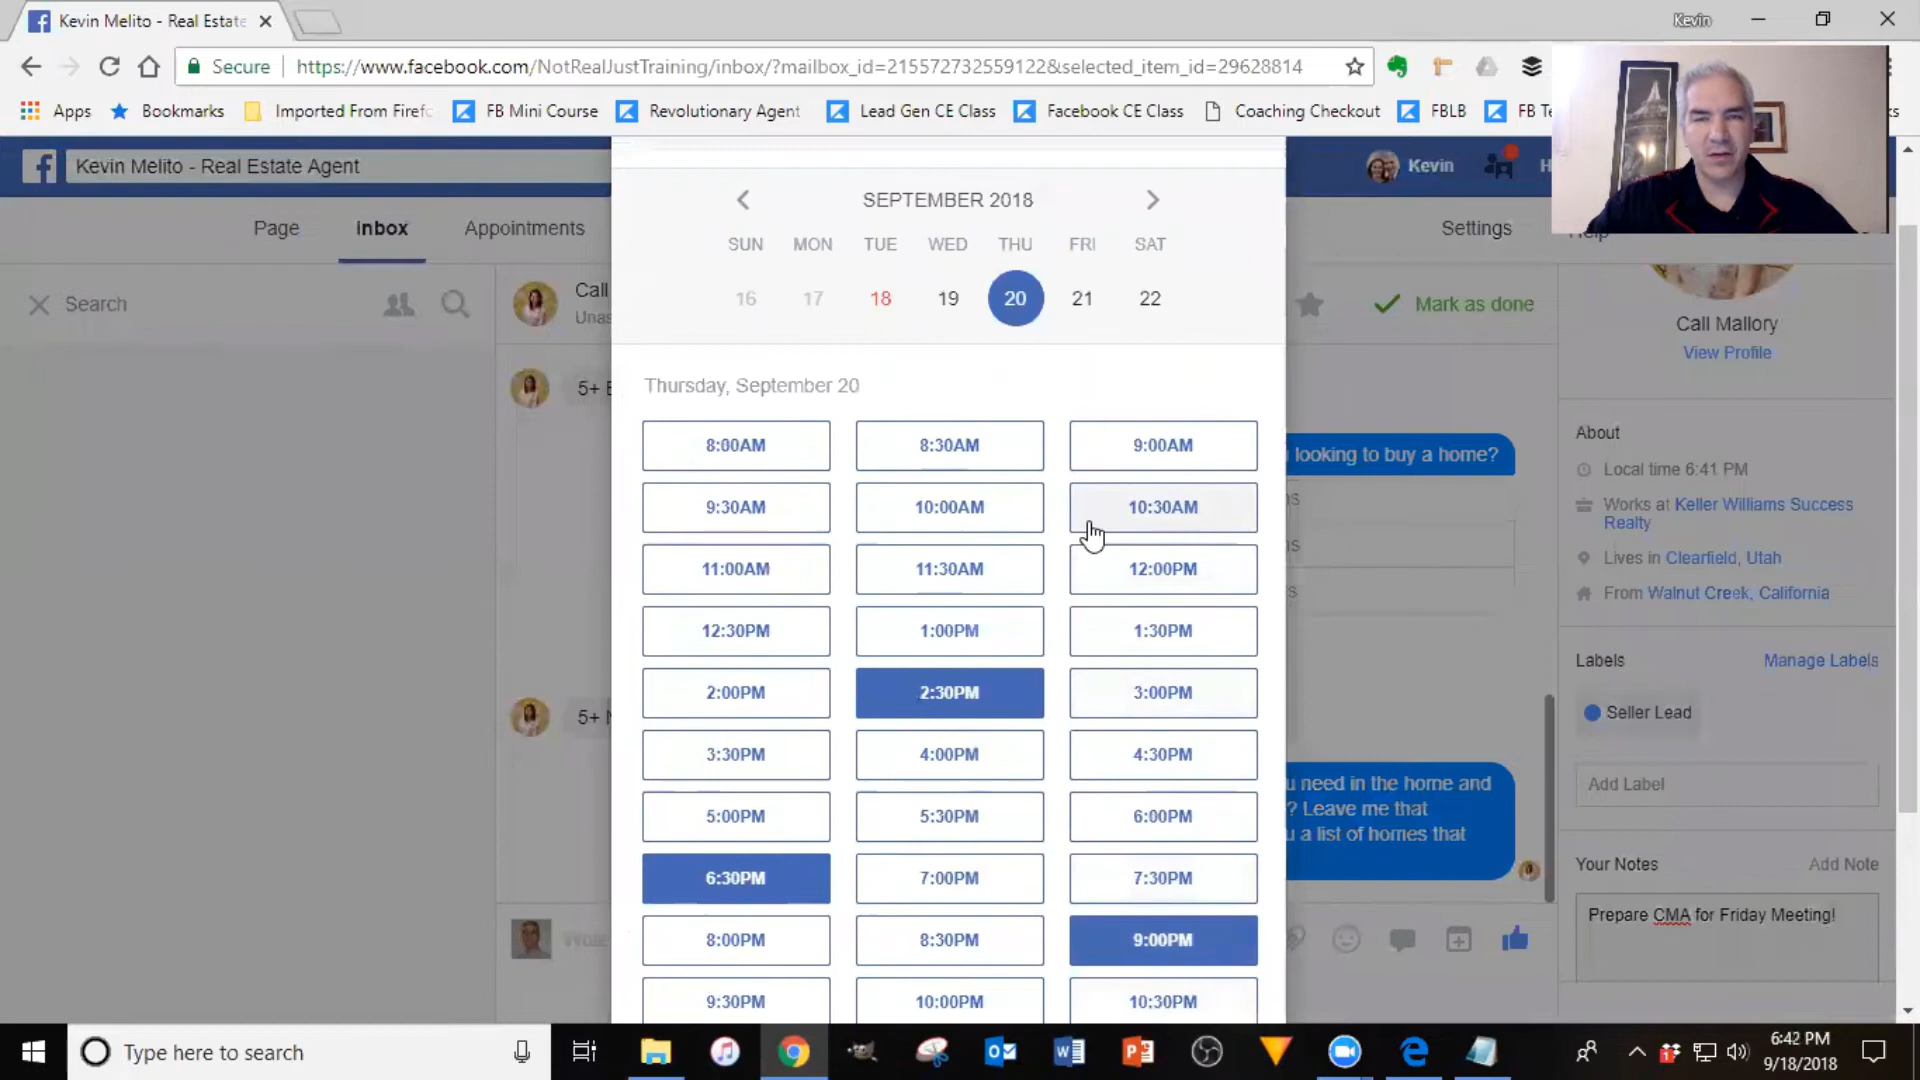 Kevin Melito - Real Estate
Kevin
Secure
https://www.facebook.com/NotRealJustTraining/inbox/?mailbox_id=215572732559122&selected_item_id=29628814
Apps
Bookmarks
Imported From Firefo
FB Mini Course
Revolutionary Agent
Lead Gen CE Class
Facebook CE Class
Coaching Checkout
FBLB
FB Te
Kevin Melito - Real Estate Agent
Kevin
H
Page
Inbox
Appointments
Settings
Help
Search
Call
Unas
Mark as done
SEPTEMBER 2018
SUN MON TUE WED THU FRI SAT
16 17 18 19 20 21 22
Thursday, September 20
8:00AM 8:30AM 9:00AM
9:30AM 10:00AM 10:30AM
11:00AM 11:30AM 12:00PM
12:30PM 1:00PM 1:30PM
2:00PM 2:30PM 3:00PM
3:30PM 4:00PM 4:30PM
5:00PM 5:30PM 6:00PM
6:30PM 7:00PM 7:30PM
8:00PM 8:30PM 9:00PM
9:30PM 10:00PM 10:30PM
looking to buy a home?
u need in the home and
? Leave me that
u a list of homes that
Call Mallory
View Profile
About
Local time 6:41 PM
Works at Keller Williams Success
Realty
Lives in Clearfield, Utah
From Walnut Creek, California
Labels
Manage Labels
Seller Lead
Add Label
Your Notes
Add Note
Prepare CMA for Friday Meeting!
Type here to search
6:42 PM
9/18/2018